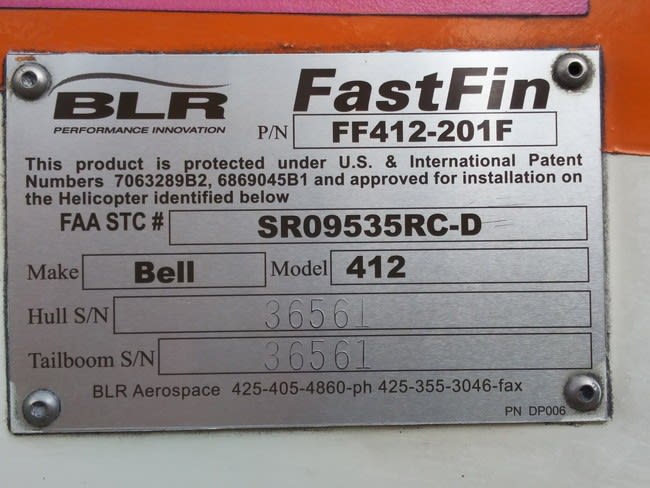 BLR
PERFORMANCE INNOVATION
FastFin
P/N FF412-201F
This product is protected under U.S. & International Patent
Numbers 7063289B2, 6869045B1 and approved for installation on
the Helicopter identified below
FAA STC # SR09535RC-D
Make Bell Model 412
Hull S/N 36561
Tailboom S/N 36561
BLR Aerospace 425-405-4860-ph 425-355-3046-fax
PN DP006